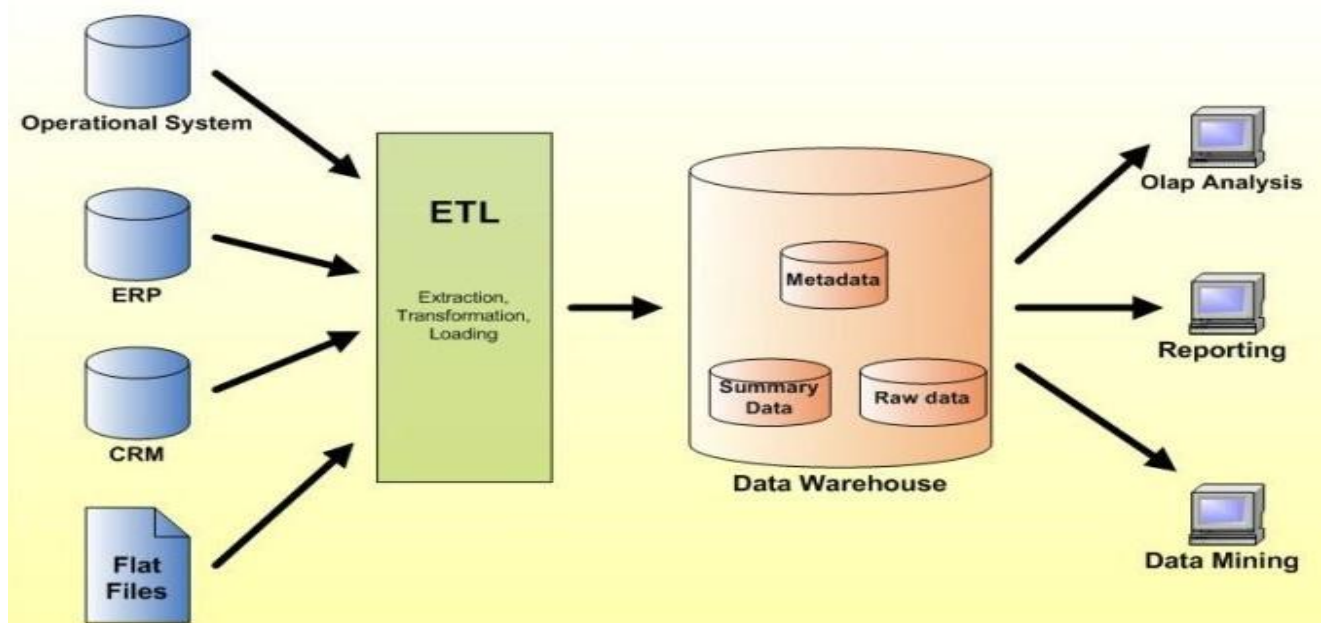 Operational System
ERP
CRM
Flat
Files
ETL
Extraction,
Transformation,
Loading
Metadata
Summary
Data
Raw data
Data Warehouse
Olap Analysis
Reporting
Data Mining